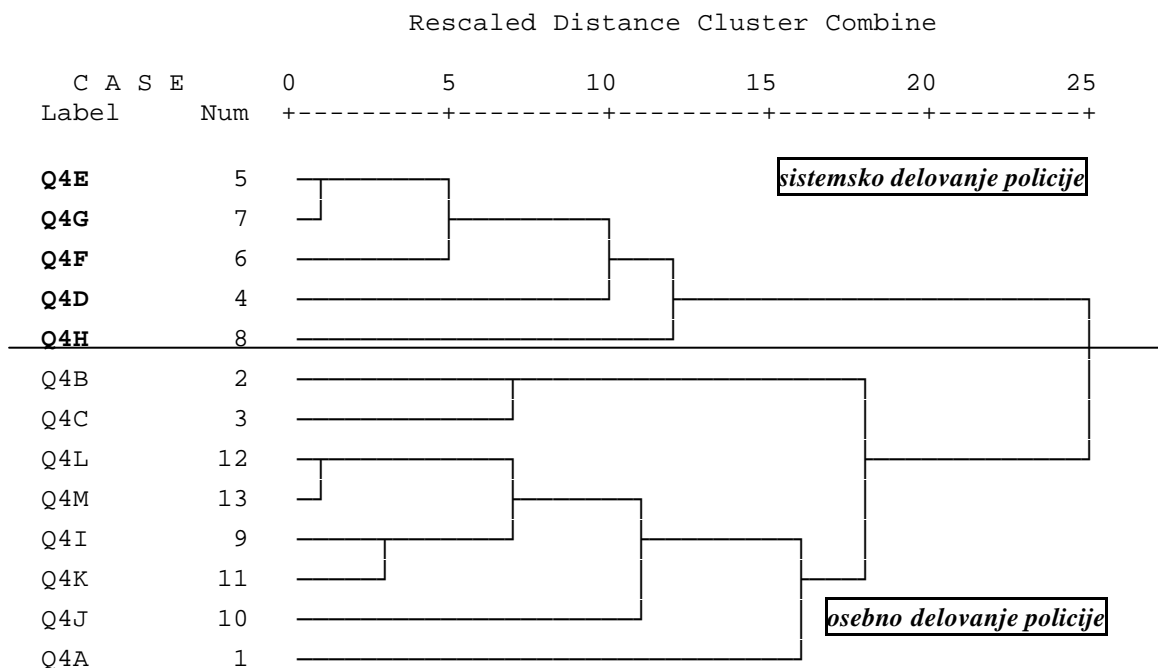 Rescaled Distance Cluster Combine
C A S E 0 5 10 15 20 25
Label Num +---------+---------+---------+---------+---------+
Q4E 5 sistemsko delovanje policije
Q4G 7
Q4F 6
Q4D 4
Q4H 8
Q4B 2
Q4C 3
Q4L 12
Q4M 13
Q4I 9
Q4K 11
Q4J 10 osebno delovanje policije
Q4A 1